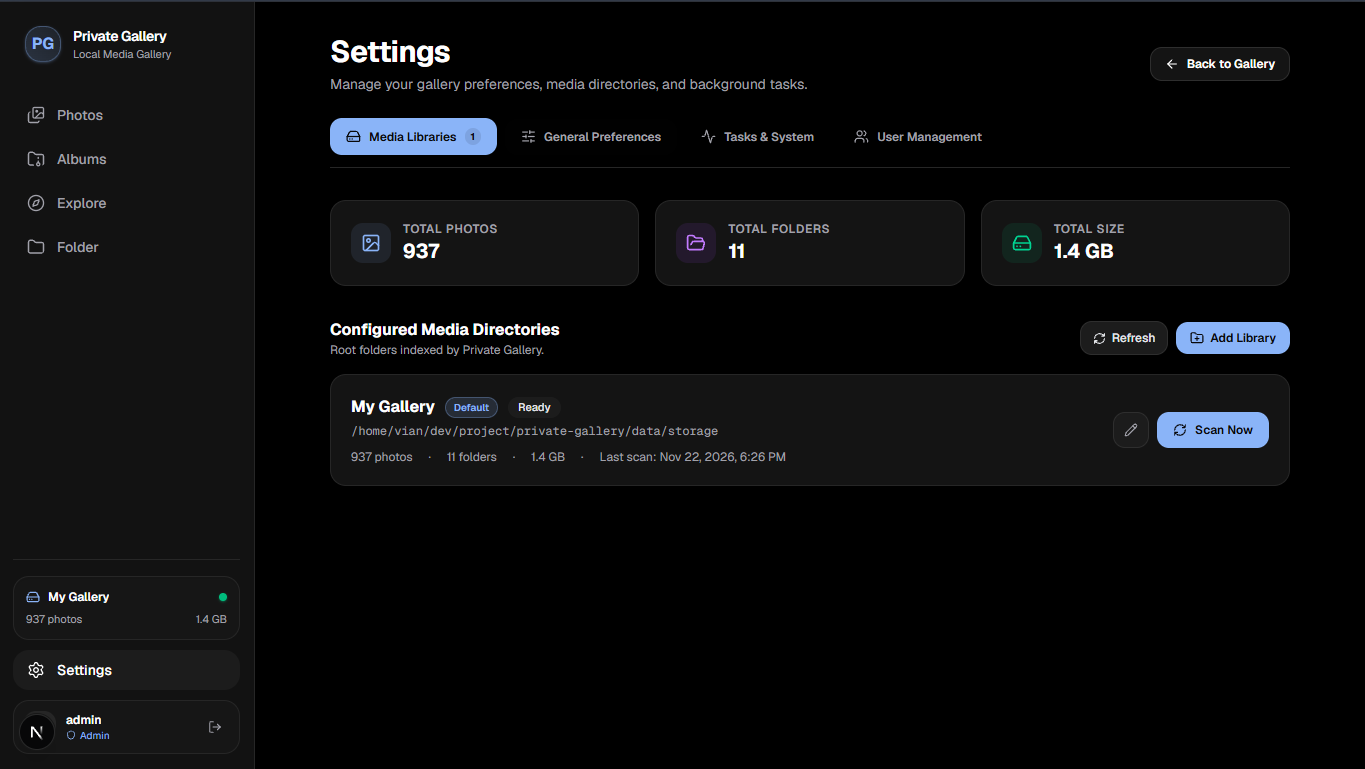 PG
Private Gallery
Local Media Gallery
Photos
Albums
Explore
Folder
My Gallery
937 photos 1.4 GB
Settings
N
admin
Admin
Settings
Manage your gallery preferences, media directories, and background tasks.
Back to Gallery
Media Libraries 1
General Preferences
Tasks & System
User Management
TOTAL PHOTOS
937
TOTAL FOLDERS
11
TOTAL SIZE
1.4 GB
Configured Media Directories
Root folders indexed by Private Gallery.
Refresh
Add Library
My Gallery Default Ready
/home/vian/dev/project/private-gallery/data/storage
937 photos · 11 folders · 1.4 GB · Last scan: Nov 22, 2026, 6:26 PM
Scan Now